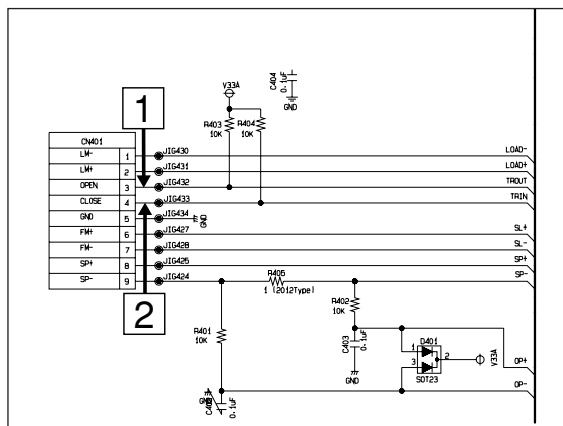 C404
0.1uF
GND
V33A
R403
10K
R404
10K
1
CN401
LM- 1 JIG430 LOAD-
LM+ 2 JIG431 LOAD+
OPEN 3 JIG432 TROUT
CLOSE 4 JIG433 TRIN
GND 5 JIG434 GND
FM+ 6 JIG427 SL+
FM- 7 JIG428 SL-
SP+ 8 JIG425 SP+
SP- 9 JIG424 SP-
2
R405
1 (2012Type)
R401
10K
R402
10K
C403
0.1uF
GND
D401
1
3
2
SOT23
V33A
OP+
OP-
GND
0.1uF